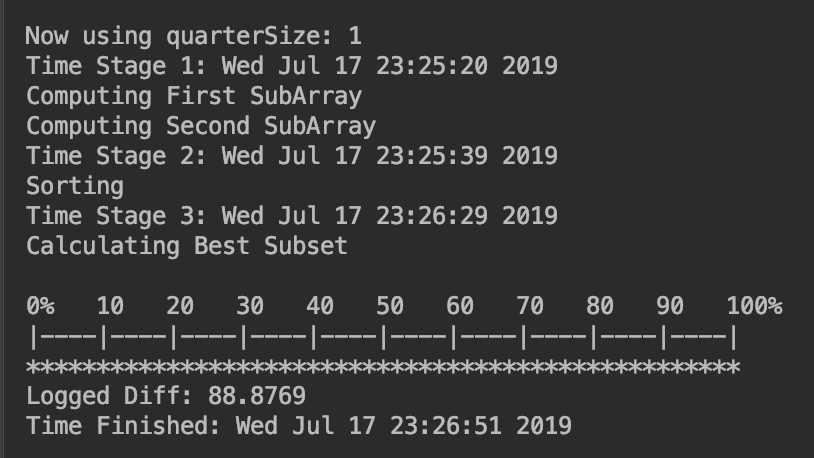 Now using quarterSize: 1
Time Stage 1: Wed Jul 17 23:25:20 2019
Computing First SubArray
Computing Second SubArray
Time Stage 2: Wed Jul 17 23:25:39 2019
Sorting
Time Stage 3: Wed Jul 17 23:26:29 2019
Calculating Best Subset
0%   10   20   30   40   50   60   70   80   90   100%
|----|----|----|----|----|----|----|----|----|----|
***************************************************
Logged Diff: 88.8769
Time Finished: Wed Jul 17 23:26:51 2019